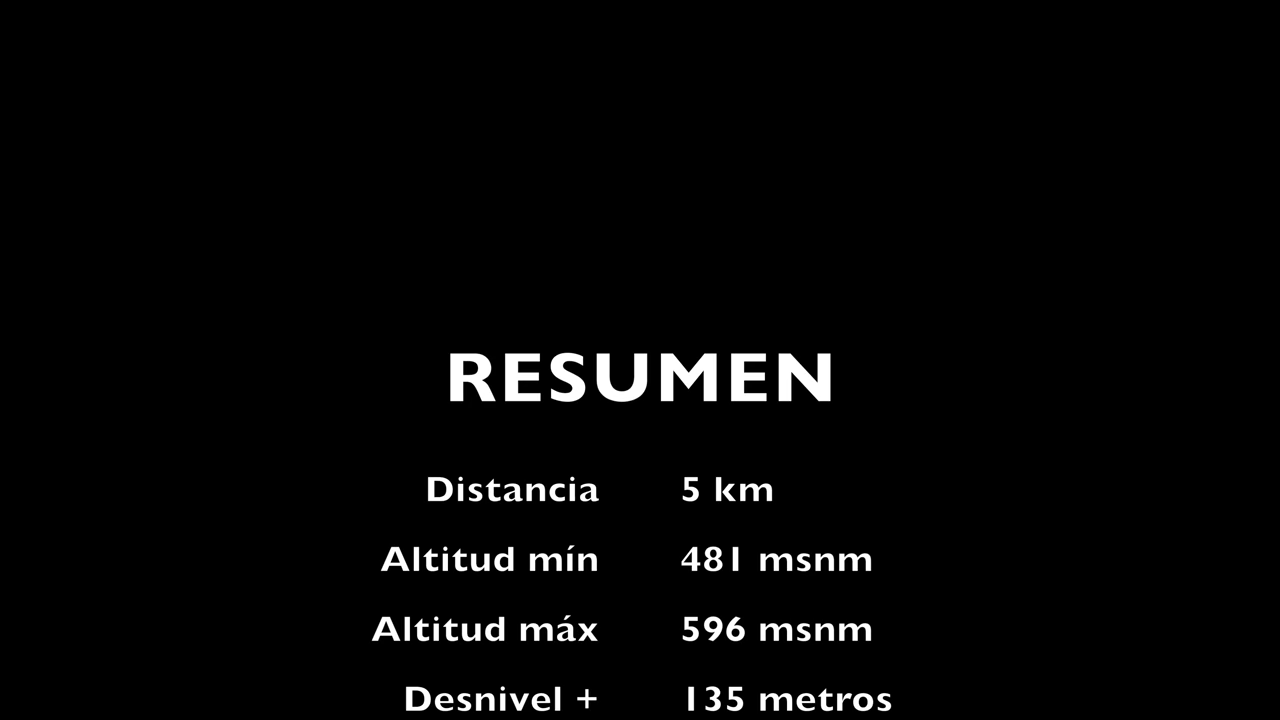 RESUMEN
Distancia 5 km
Altitud mín 481 msnm
Altitud máx 596 msnm
Desnivel + 135 metros